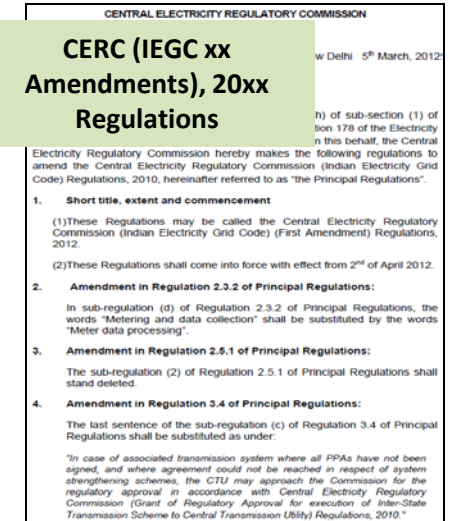 CENTRAL ELECTRICITY REGULATORY COMMISSION
CERC (IEGC xx
Amendments), 20xx
Regulations
w Delhi 5th March, 2012
h) of sub-section (1) of
tion 178 of the Electricity
n this behalf, the Central
Electricity Regulatory Commission hereby makes the following regulations to
amend the Central Electricity Regulatory Commission (Indian Electricity Grid
Code) Regulations, 2010, hereinafter referred to as "the Principal Regulations".
1. Short title, extent and commencement
(1)These Regulations may be called the Central Electricity Regulatory
Commission (Indian Electricity Grid Code) (First Amendment) Regulations,
2012.
(2)These Regulations shall come into force with effect from 2nd of April 2012.
2. Amendment in Regulation 2.3.2 of Principal Regulations:
In sub-regulation (d) of Regulation 2.3.2 of Principal Regulations, the
words "Metering and data collection" shall be substituted by the words
"Meter data processing".
3. Amendment in Regulation 2.5.1 of Principal Regulations:
The sub-regulation (2) of Regulation 2.5.1 of Principal Regulations shall
stand deleted.
4. Amendment in Regulation 3.4 of Principal Regulations:
The last sentence of the sub-regulation (c) of Regulation 3.4 of Principal
Regulations shall be substituted as under:
"In case of associated transmission system where all PPAs have not been
signed, and where agreement could not be reached in respect of system
strengthening schemes, the CTU may approach the Commission for the
regulatory approval in accordance with Central Electricity Regulatory
Commission (Grant of Regulatory Approval for execution of Inter-State
Transmission Scheme to Central Transmission Utility) Regulations, 2010."